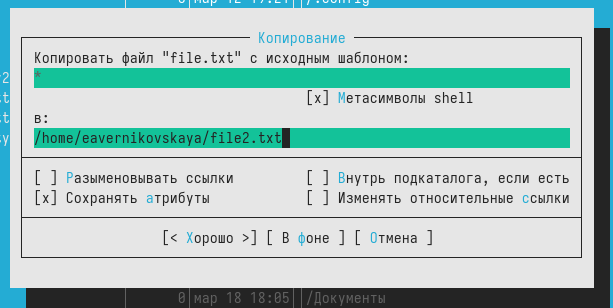 0 мар 12 19:21 /.config
Копирование
Копировать файл "file.txt" с исходным шаблоном:
*
[x] Метасимволы shell
в:
/home/eavernikovskaya/file2.txt
[ ] Разыменовывать ссылки [ ] Внутрь подкаталога, если есть
[x] Сохранять атрибуты [ ] Изменять относительные ссылки
[< Хорошо >] [ В фоне ] [ Отмена ]
0 мар 18 18:05 /Документы